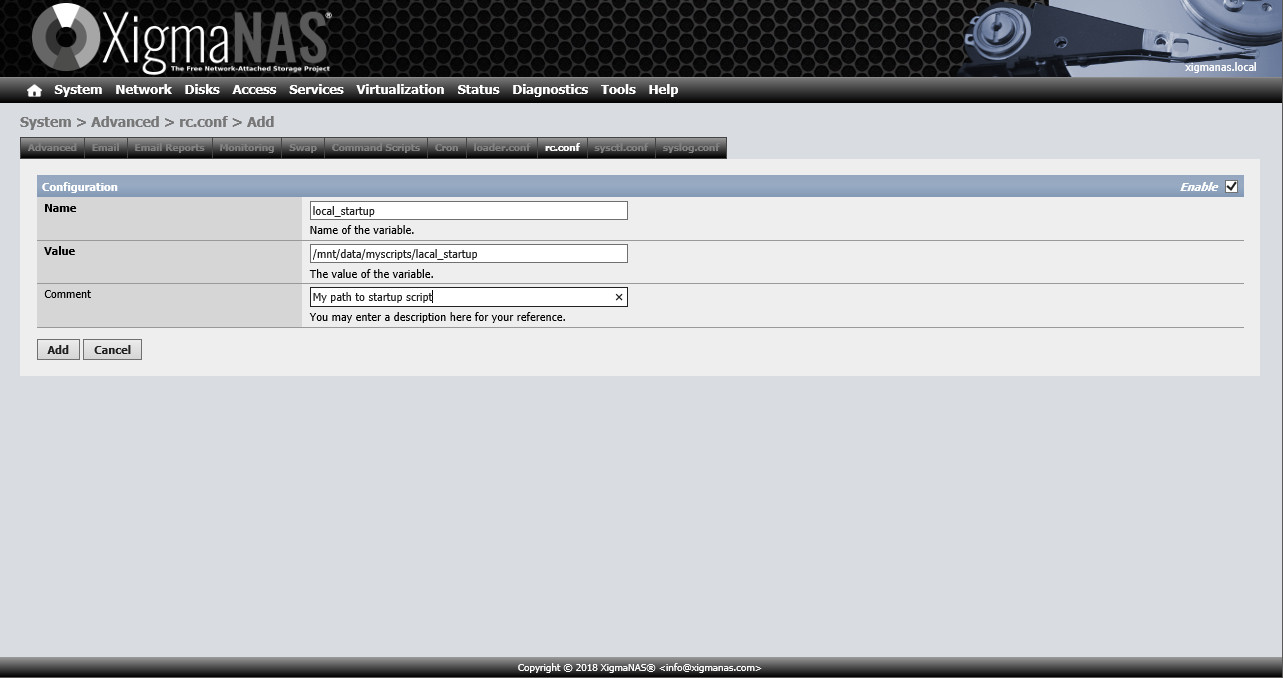 XigmaNAS®
The Free Network-Attached Storage Project
xigmanas.local
System Network Disks Access Services Virtualization Status Diagnostics Tools Help
System > Advanced > rc.conf > Add
Advanced Email Email Reports Monitoring Swap Command Scripts Cron loader.conf rc.conf sysctl.conf syslog.conf
Configuration Enable
Name local_startup
Name of the variable.
Value /mnt/data/myscripts/lacal_startup
The value of the variable.
Comment My path to startup script ×
You may enter a description here for your reference.
Add Cancel
Copyright © 2018 XigmaNAS® <info@xigmanas.com>